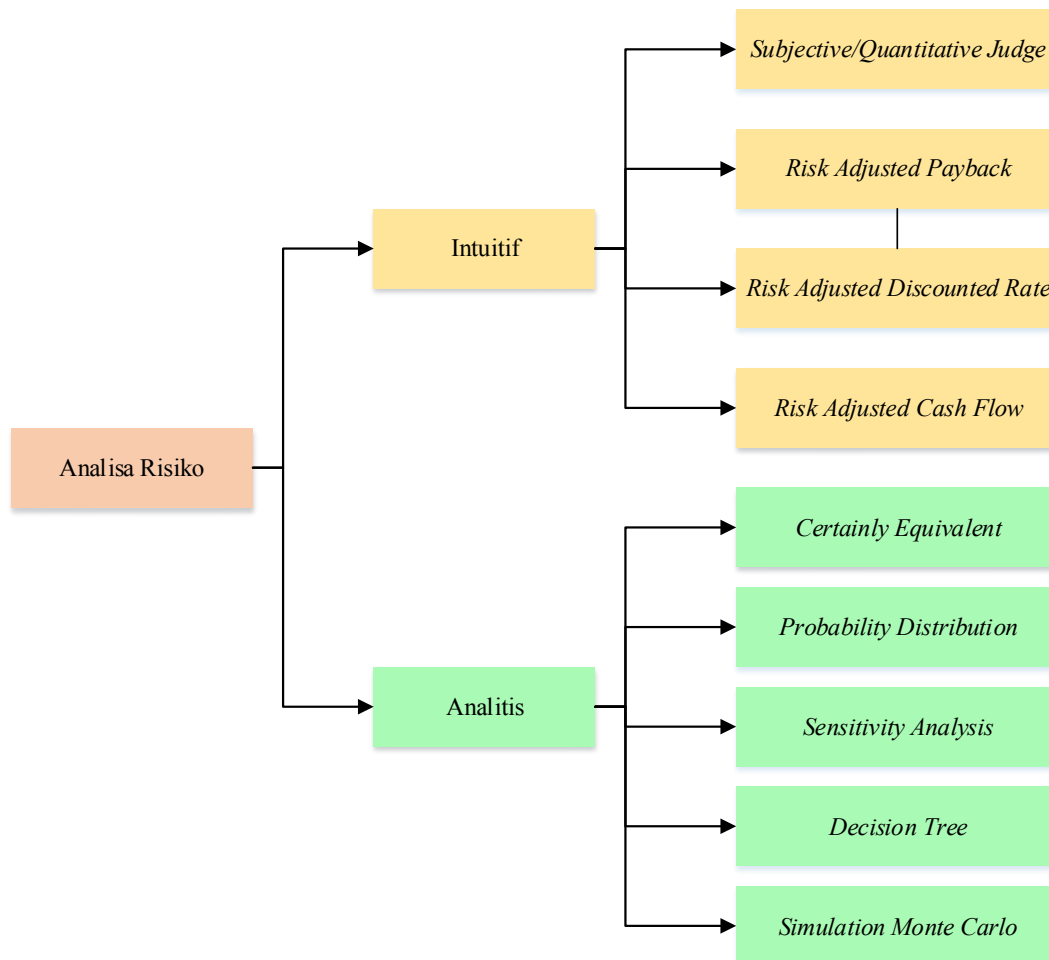 Subjective/Quantitative Judge
Risk Adjusted Payback
Intuitif
Risk Adjusted Discounted Rate
Risk Adjusted Cash Flow
Analisa Risiko
Certainly Equivalent
Probability Distribution
Analitis
Sensitivity Analysis
Decision Tree
Simulation Monte Carlo